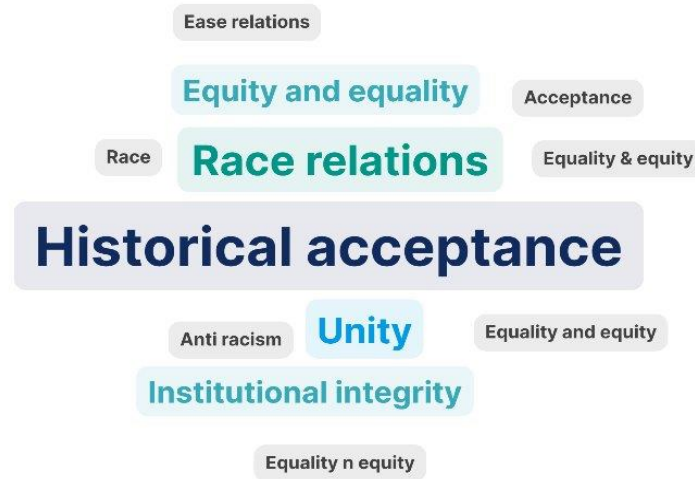 Ease relations
Equity and equality
Acceptance
Race
Race relations
Equality & equity
Historical acceptance
Anti racism
Unity
Equality and equity
Institutional integrity
Equality n equity